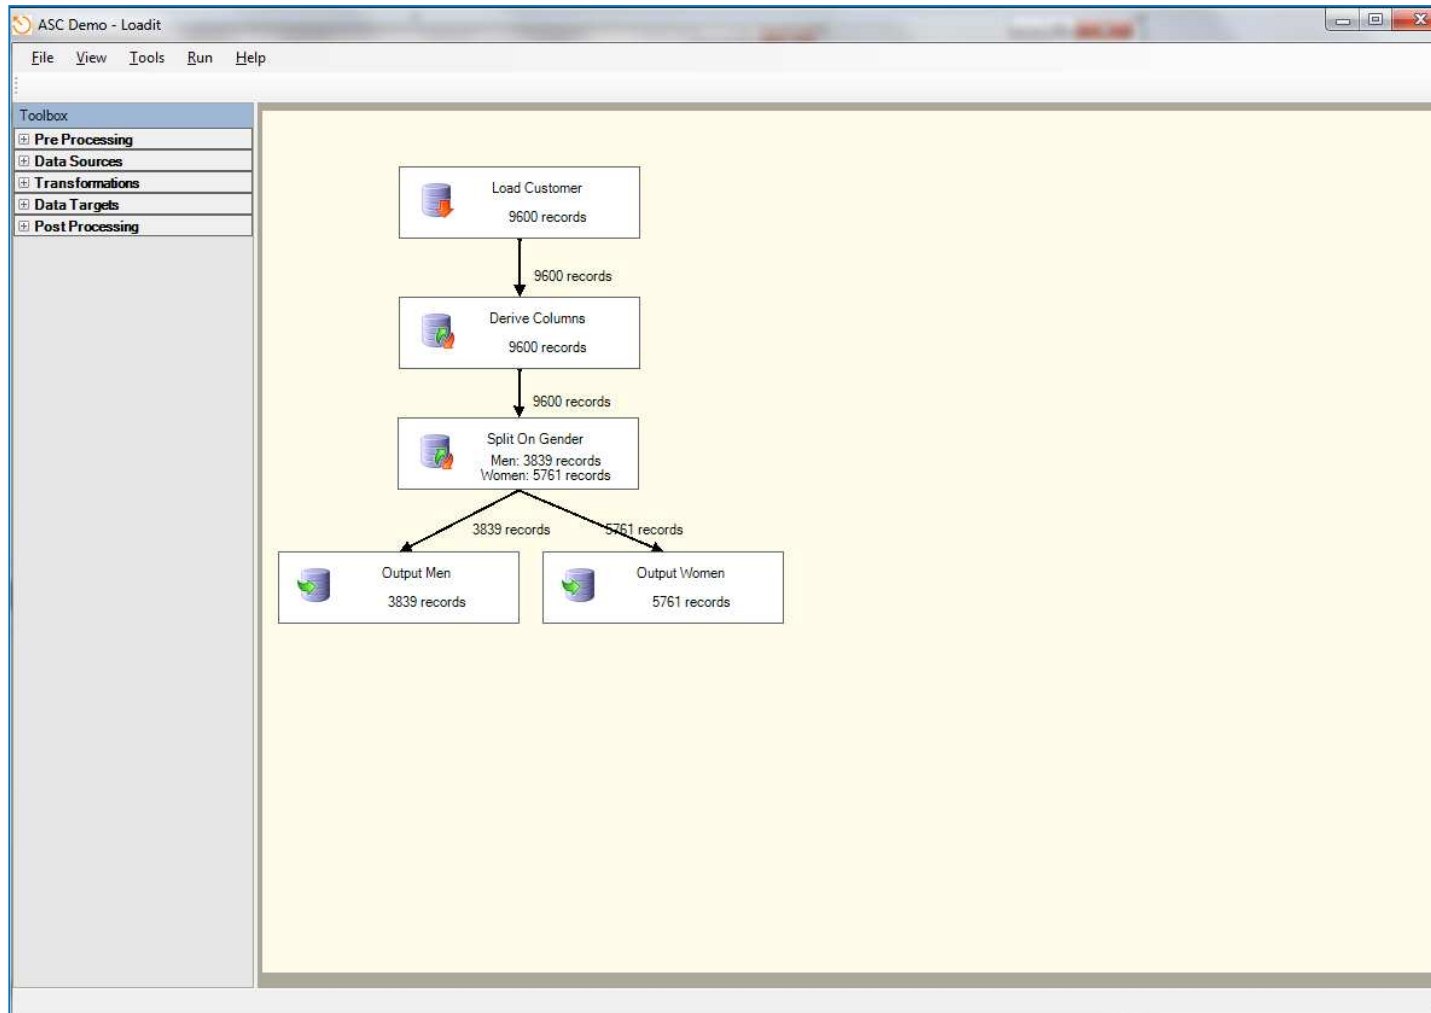 ASC Demo - Loadit
File View Tools Run Help
Toolbox
Pre Processing
Data Sources
Transformations
Data Targets
Post Processing
Load Customer
9600 records
9600 records
Derive Columns
9600 records
9600 records
Split On Gender
Men: 3839 records
Women: 5761 records
3839 records
5761 records
Output Men
3839 records
Output Women
5761 records